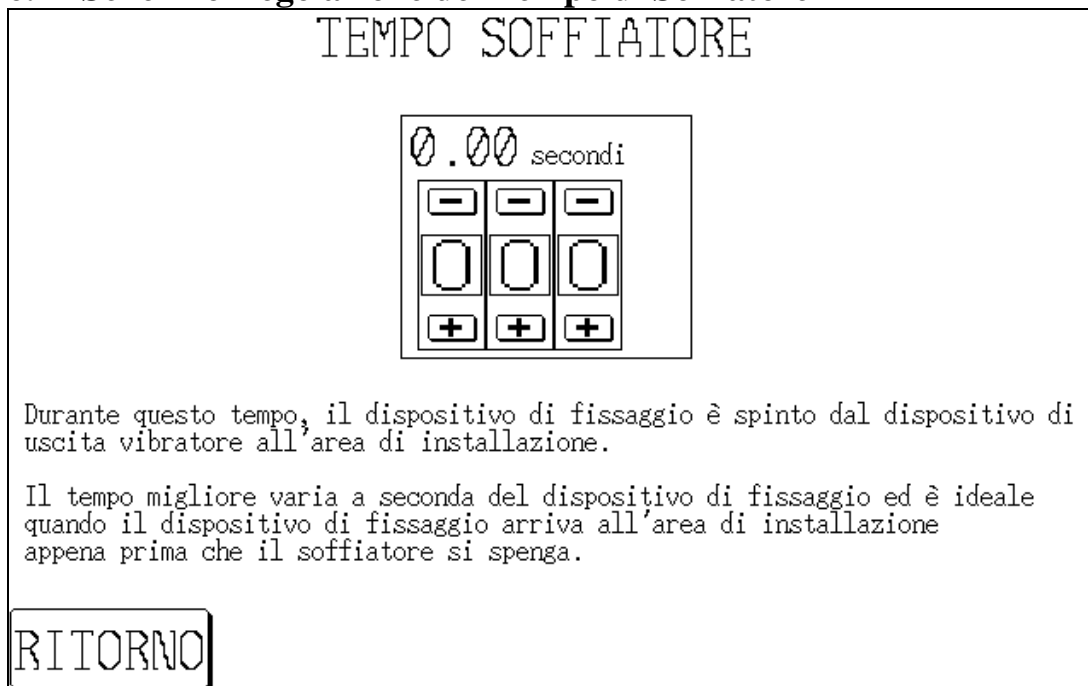 TEMPO SOFFIATORE
0.00 secondi
- - -
0 0 0
+ + +
Durante questo tempo, il dispositivo di fissaggio è spinto dal dispositivo di
uscita vibratore all'area di installazione.
Il tempo migliore varia a seconda del dispositivo di fissaggio ed è ideale
quando il dispositivo di fissaggio arriva all'area di installazione
appena prima che il soffiatore si spenga.
RITORNO